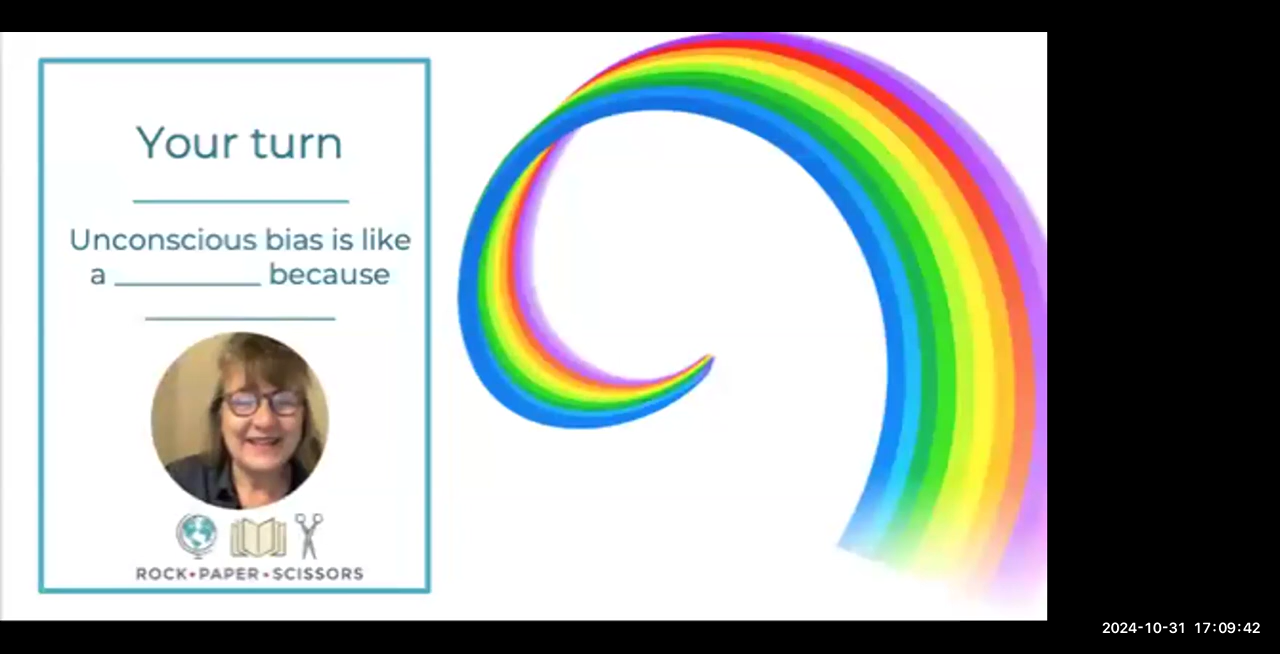 Your turn
Unconscious bias is like
a __________ because
ROCK•PAPER•SCISSORS
2024-10-31 17:09:42